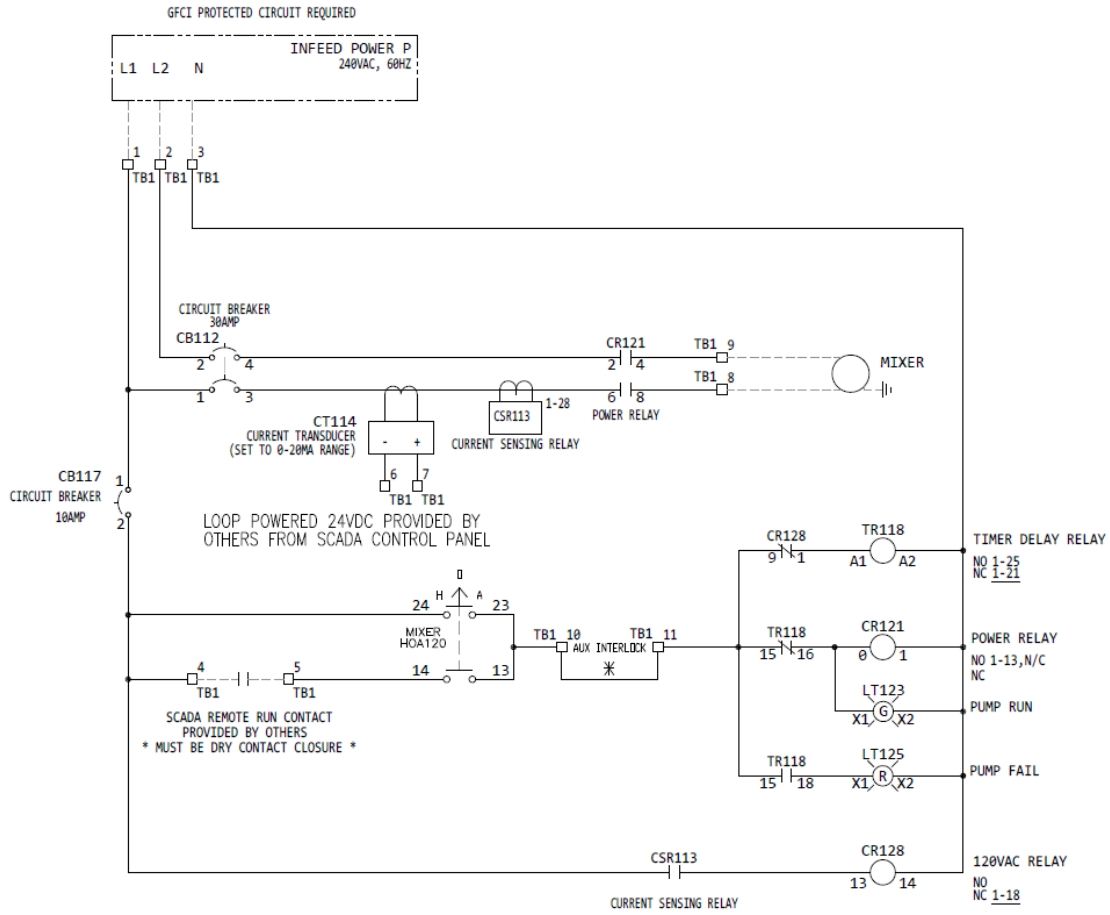 GFCI PROTECTED CIRCUIT REQUIRED
INFEED POWER P
240VAC, 60HZ
L1 L2 N
1 2 3
TB1 TB1 TB1
CIRCUIT BREAKER
30AMP
CB112
2 4
1 3
CR121
2 4
TB1 9
TB1 8
6 8
POWER RELAY
MIXER
CT114
CURRENT TRANSDUCER
(SET TO 0-20MA RANGE)
- +
6 7
TB1 TB1
CSR113
1-28
CURRENT SENSING RELAY
LOOP POWERED 24VDC PROVIDED BY
OTHERS FROM SCADA CONTROL PANEL
CB117
CIRCUIT BREAKER
10AMP
1
2
H O A
24 23
MIXER
HOA120
14 13
4 5
TB1 TB1
SCADA REMOTE RUN CONTACT
PROVIDED BY OTHERS
* MUST BE DRY CONTACT CLOSURE *
TB1 10 TB1 11
AUX INTERLOCK
*
CR128
9 1
TR118
A1 A2
TIMER DELAY RELAY
NO 1-25
NC 1-21
TR118
15 16
CR121
0 1
POWER RELAY
NO 1-13,N/C
NC
LT123
X1 G X2
PUMP RUN
TR118
15 18
LT125
X1 R X2
PUMP FAIL
CSR113
CURRENT SENSING RELAY
CR128
13 14
120VAC RELAY
NO
NC 1-18